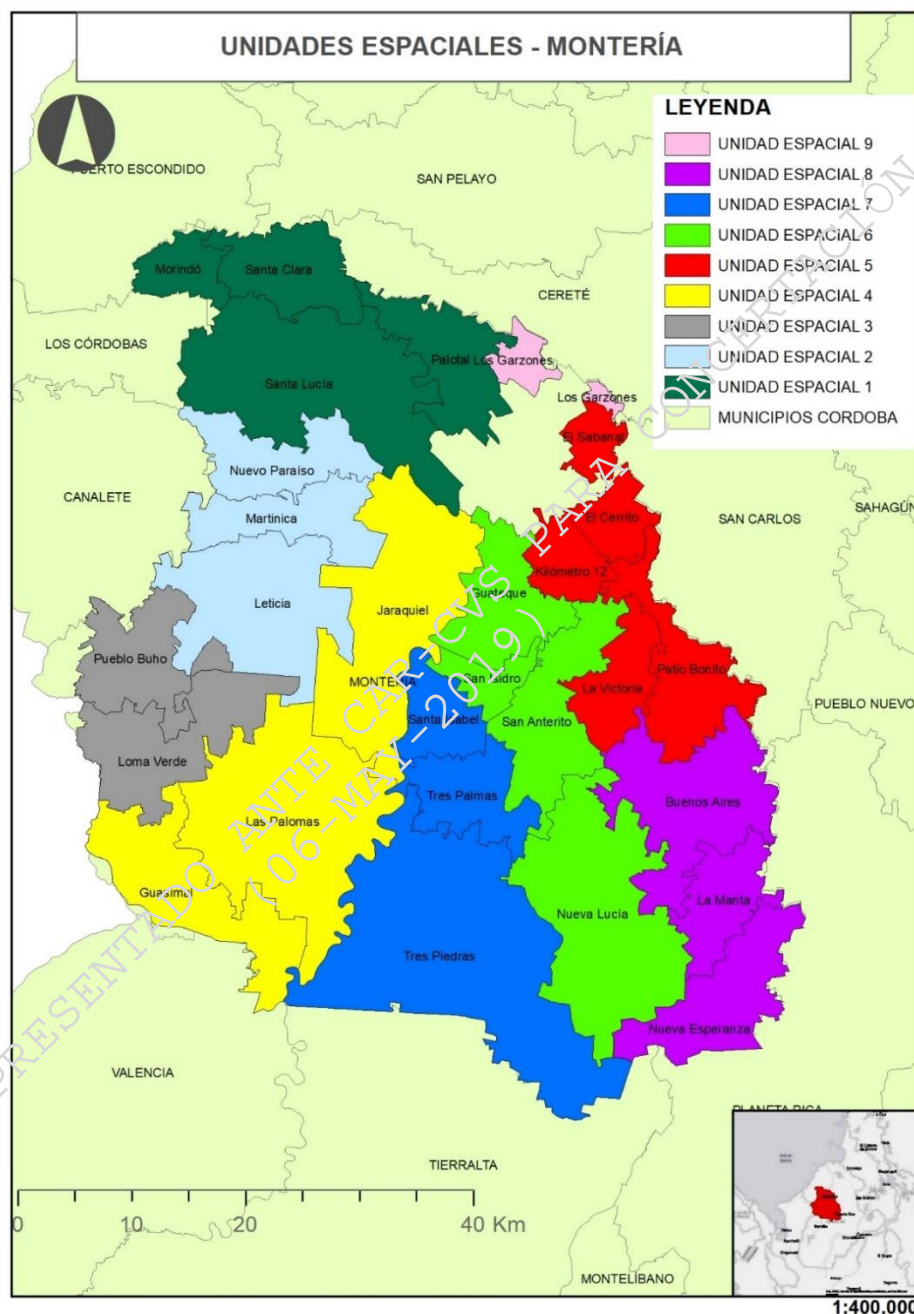 UNIDADES ESPACIALES - MONTERÍA
LEYENDA
UNIDAD ESPACIAL 9
UNIDAD ESPACIAL 8
UNIDAD ESPACIAL 7
UNIDAD ESPACIAL 6
UNIDAD ESPACIAL 5
UNIDAD ESPACIAL 4
UNIDAD ESPACIAL 3
UNIDAD ESPACIAL 2
UNIDAD ESPACIAL 1
MUNICIPIOS CORDOBA
PUERTO ESCONDIDO
SAN PELAYO
Morindó
Santa Clara
CERETÉ
LOS CÓRDOBAS
Palotal
Los Garzones
Santa Lucía
Los Garzones
El Sabanal
Nuevo Paraíso
CANALETE
SAHAGÚN
Martinica
El Cerrito
SAN CARLOS
Kilómetro 12
Guateque
Leticia
Jaraquiel
Pueblo Buho
Patio Bonito
MONTERÍA
San Isidro
La Victoria
PUEBLO NUEVO
Santa Isabel
San Anterito
Loma Verde
Tres Palmas
Buenos Aires
Las Palomas
Guasimal
La Manta
Nueva Lucía
Tres Piedras
Nueva Esperanza
VALENCIA
PLANETA RICA
TIERRALTA
MONTELÍBANO
0 10 20 40 Km
1:400.000
PRESENTADO ANTE CAR-CVS PARA CONCERTACIÓN
(06-MAY-2019)